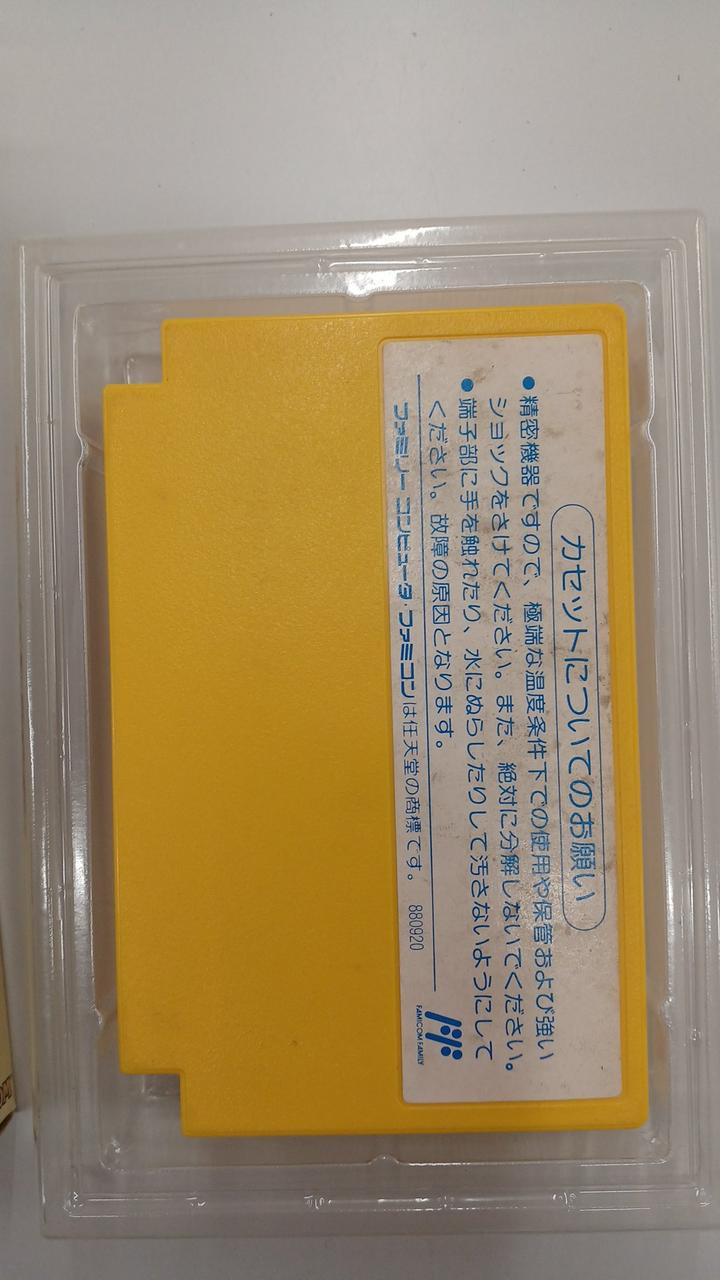 カセットについてのお願い
●精密機器ですので、極端な温度条件下での使用や保管および強い
ショックをさけてください。また、絶対に分解しないでください。
●端子部に手を触れたり、水にぬらしたりして汚さないようにして
ください。故障の原因となります。
ファミリー コンピュータ・ファミコンは任天堂の商標です。 880920
FAMICOM FAMILY